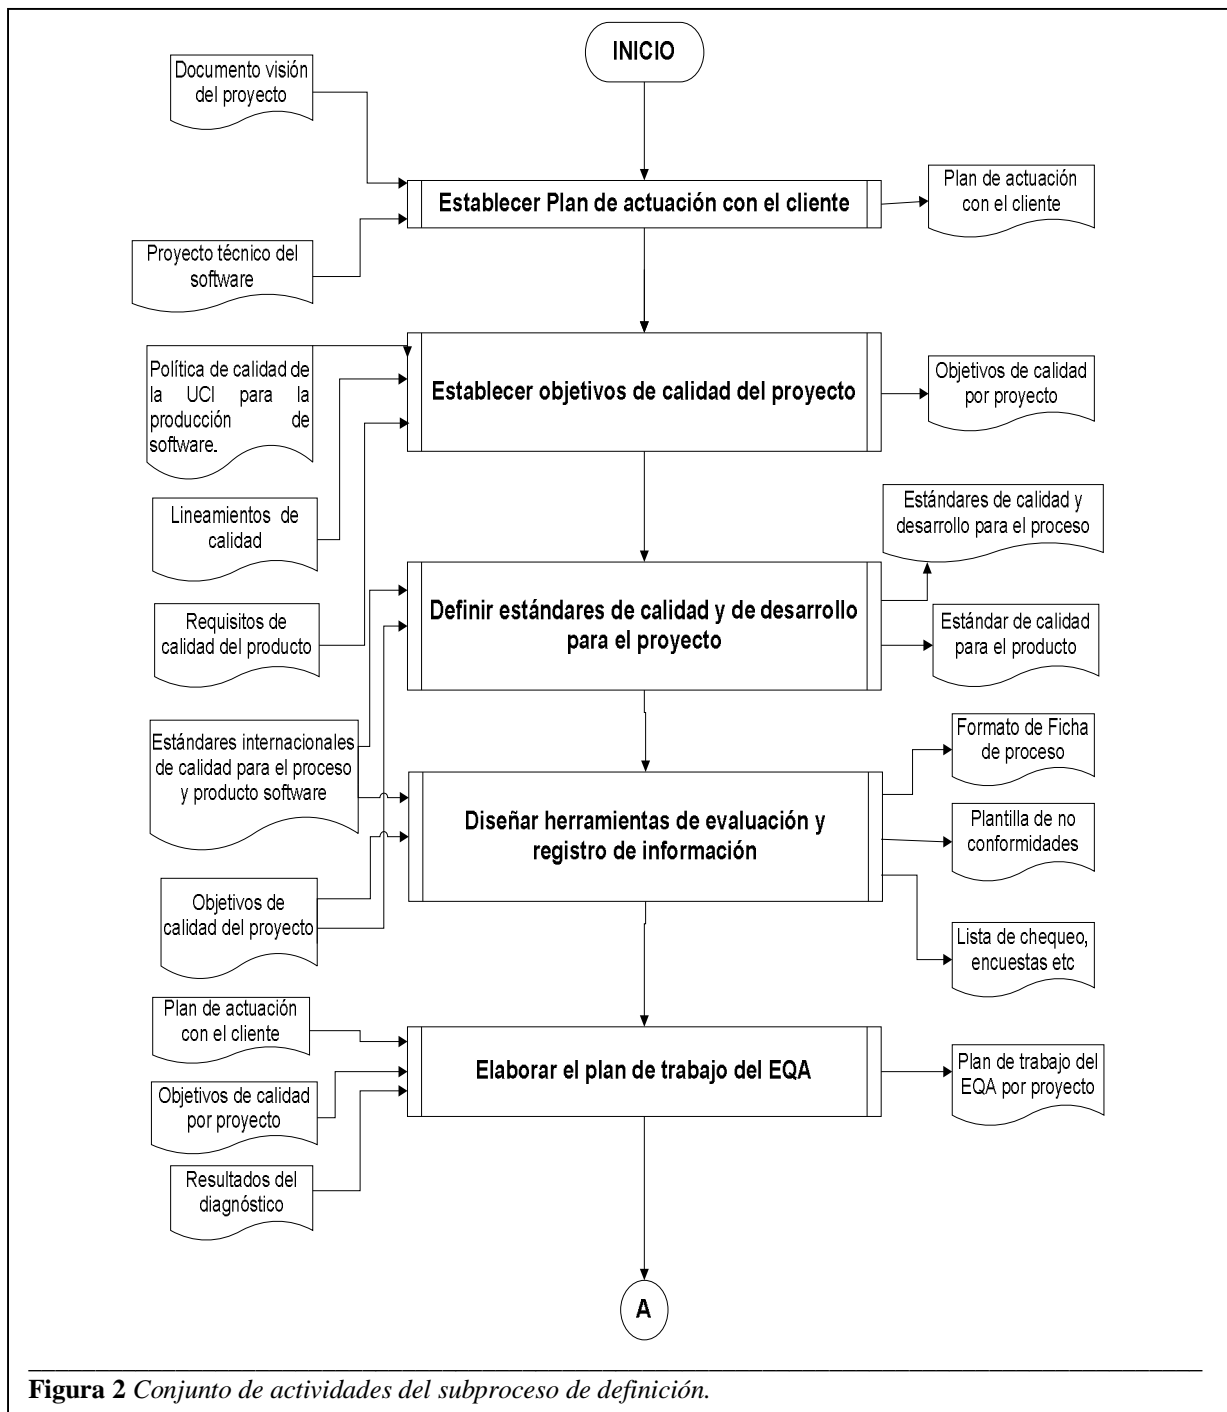 INICIO
Documento visión
del proyecto
Establecer Plan de actuación con el cliente
Plan de actuación
con el cliente
Proyecto técnico del
software
Política de calidad de
la UCI para la
producción de
software.
Establecer objetivos de calidad del proyecto
Objetivos de calidad
por proyecto
Lineamientos de
calidad
Estándares de calidad y
desarrollo para el proceso
Requisitos de
calidad del producto
Definir estándares de calidad y de desarrollo
para el proyecto
Estándar de calidad
para el producto
Estándares internacionales
de calidad para el proceso
y producto software
Formato de Ficha
de proceso
Diseñar herramientas de evaluación y
registro de información
Plantilla de no
conformidades
Objetivos de
calidad del proyecto
Lista de chequeo,
encuestas etc
Plan de actuación
con el cliente
Elaborar el plan de trabajo del EQA
Plan de trabajo del
EQA por proyecto
Objetivos de calidad
por proyecto
Resultados del
diagnóstico
A
Figura 2 Conjunto de actividades del subproceso de definición.